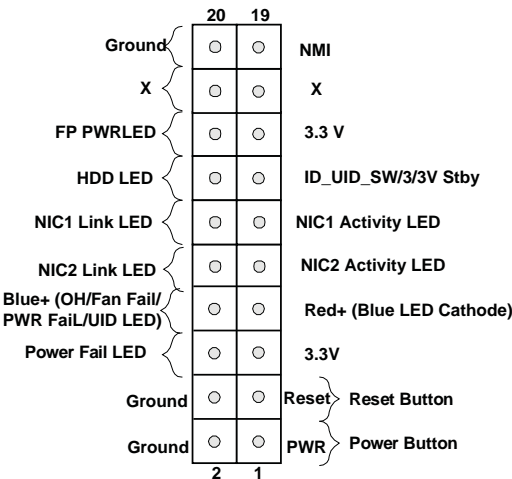 20 19
Ground NMI
X X
FP PWRLED 3.3 V
HDD LED ID_UID_SW/3/3V Stby
NIC1 Link LED NIC1 Activity LED
NIC2 Link LED NIC2 Activity LED
Blue+ (OH/Fan Fail/
PWR FaiL/UID LED) Red+ (Blue LED Cathode)
Power Fail LED 3.3V
Ground Reset Reset Button
Ground PWR Power Button
2 1